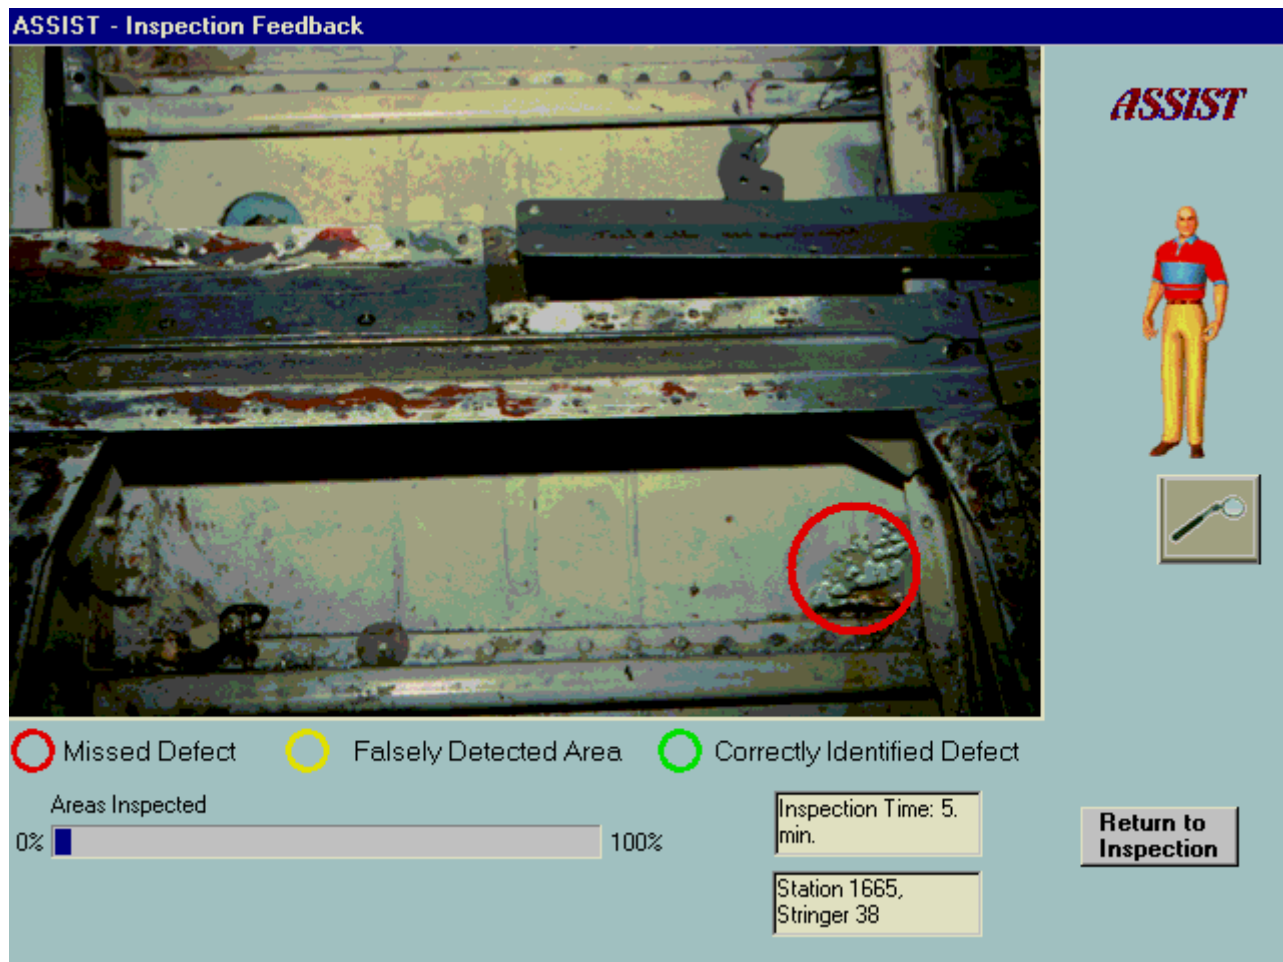 ASSIST - Inspection Feedback
ASSIST
Missed Defect
Falsely Detected Area
Correctly Identified Defect
Areas Inspected
0%
100%
Inspection Time: 5.
min.
Station 1665,
Stringer 38
Return to
Inspection